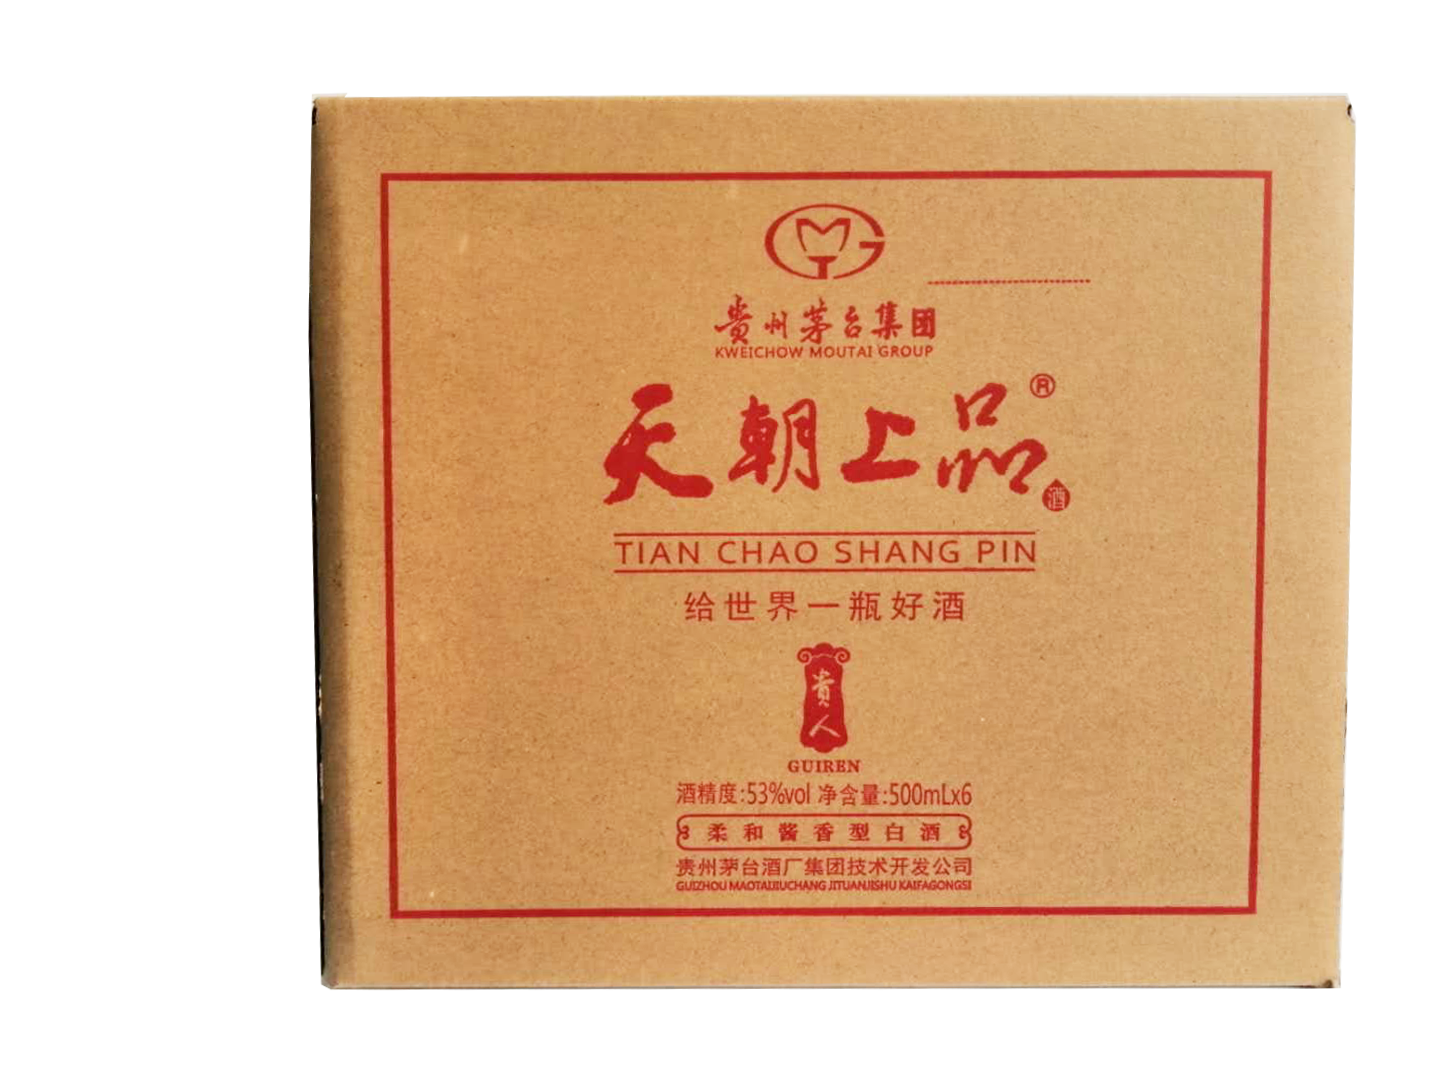 MTG
贵州茅台集团
KWEICHOW MOUTAI GROUP
天朝上品®
酒
TIAN CHAO SHANG PIN
给世界一瓶好酒
贵人
GUIREN
酒精度:53%vol 净含量:500mLx6
柔和酱香型白酒
贵州茅台酒厂集团技术开发公司
GUIZHOU MAOTAIJIUCHANG JITUANJISHU KAIFAGONGSI